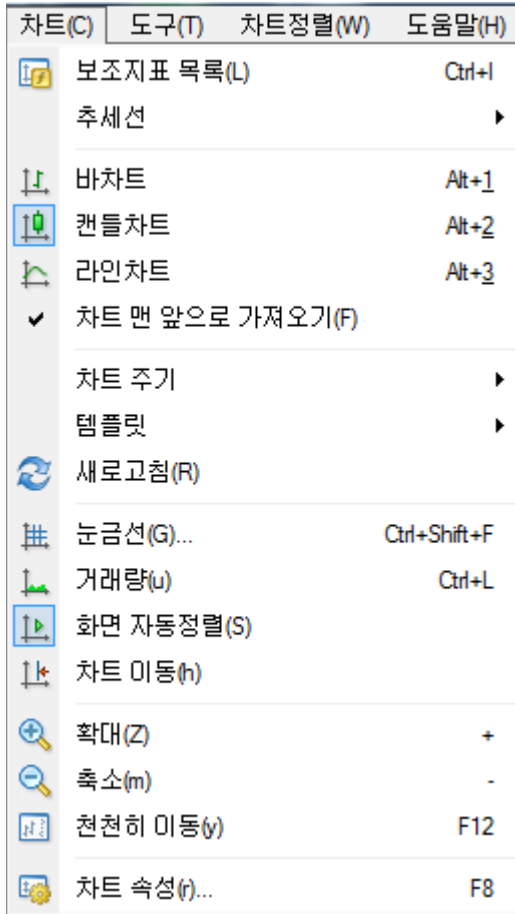 차트(C) 도구(T) 차트정렬(W) 도움말(H)
보조지표 목록(L) Ctrl+I
추세선
바차트 Alt+1
캔들차트 Alt+2
라인차트 Alt+3
차트 맨 앞으로 가져오기(F)
차트 주기
템플릿
새로고침(R)
눈금선(G)... Ctrl+Shift+F
거래량(u) Ctrl+L
화면 자동정렬(S)
차트 이동(h)
확대(Z) +
축소(m) -
천천히 이동(y) F12
차트 속성(r)... F8